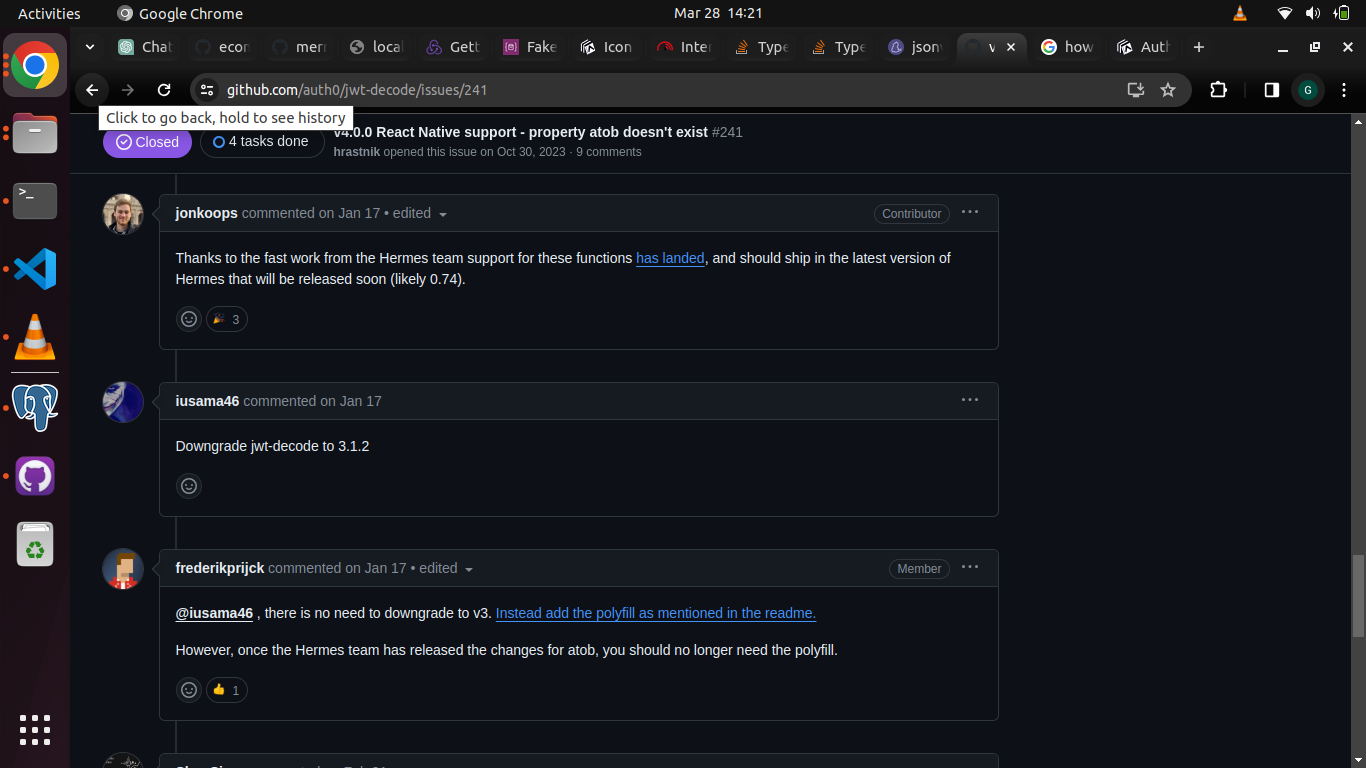 Activities
Google Chrome
Mar 28 14:21
Chat
econ
men
local
Gett
Fake
Icon
Inter
Type
Type
json
v
how
Auth
github.com/auth0/jwt-decode/issues/241
G
Click to go back, hold to see history
Closed
4 tasks done
v4.0.0 React Native support - property atob doesn't exist #241
hrastnik opened this issue on Oct 30, 2023 · 9 comments
jonkoops commented on Jan 17 • edited
Contributor
Thanks to the fast work from the Hermes team support for these functions has landed, and should ship in the latest version of
Hermes that will be released soon (likely 0.74).
3
iusama46 commented on Jan 17
Downgrade jwt-decode to 3.1.2
frederikprijck commented on Jan 17 • edited
Member
@iusama46 , there is no need to downgrade to v3. Instead add the polyfill as mentioned in the readme.
However, once the Hermes team has released the changes for atob, you should no longer need the polyfill.
1